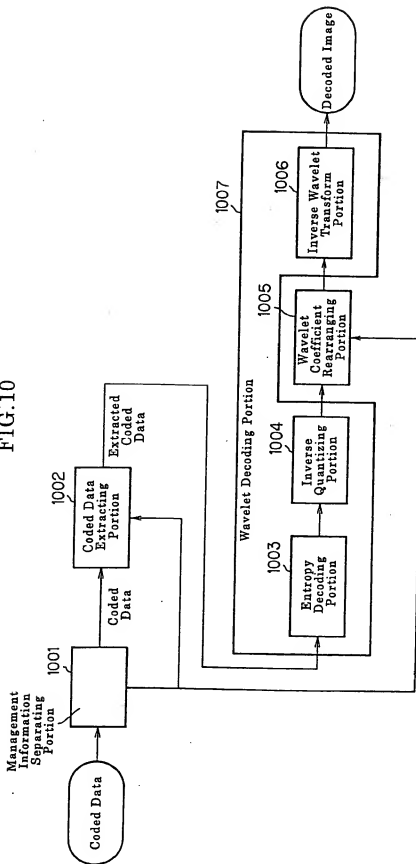 FIG.10
Coded Data
Management
Information
Separating
Portion
1001
Coded Data
1002
Coded Data
Extracting
Portion
Extracted
Coded
Data
1007
Wavelet Decoding Portion
1003
Entropy
Decoding
Portion
1004
Inverse
Quantizing
Portion
1005
Wavelet
Coefficient
Rearranging
Portion
1006
Inverse Wavelet
Transform
Portion
Decoded Image